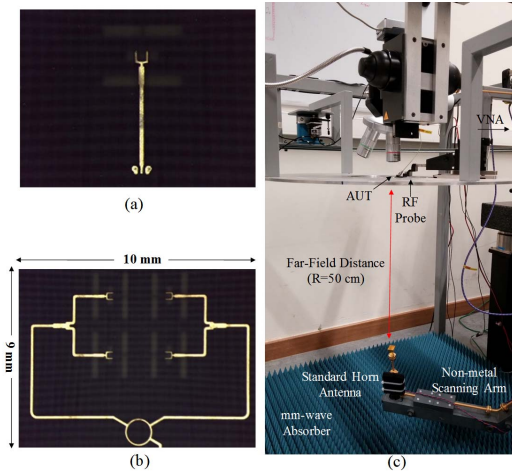 (a)
10 mm
9 mm
(b)
VNA
AUT
RF
Probe
Far-Field Distance
(R=50 cm)
Standard Horn
Antenna
Non-metal
Scanning Arm
mm-wave
Absorber
(c)